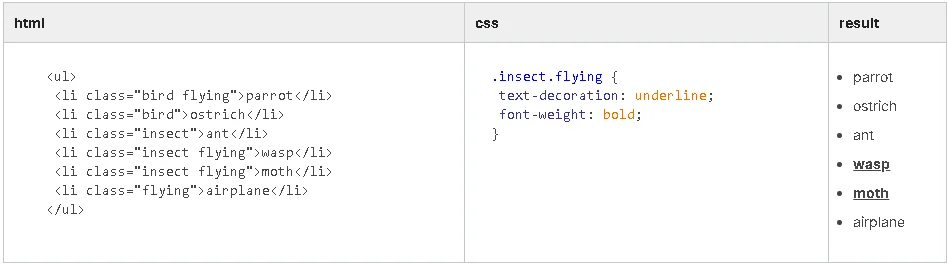 html
css
result
<ul>
<li class="bird flying">parrot</li>
<li class="bird">ostrich</li>
<li class="insect">ant</li>
<li class="insect flying">wasp</li>
<li class="insect flying">moth</li>
<li class="flying">airplane</li>
</ul>
.insect.flying {
text-decoration: underline;
font-weight: bold;
}
parrot
ostrich
ant
wasp
moth
airplane